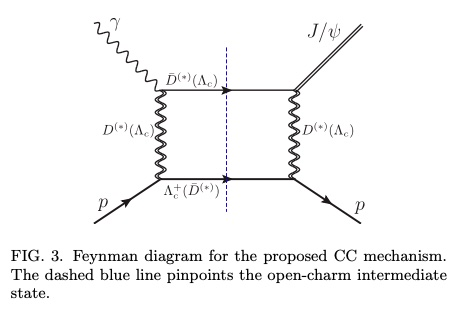 γ
J/ψ
D̄⁽*⁾(Λ_c)
D⁽*⁾(Λ_c)
D⁽*⁾(Λ_c)
Λ_c⁺(D̄⁽*⁾)
p
p
FIG. 3. Feynman diagram for the proposed CC mechanism.
The dashed blue line pinpoints the open-charm intermediate
state.